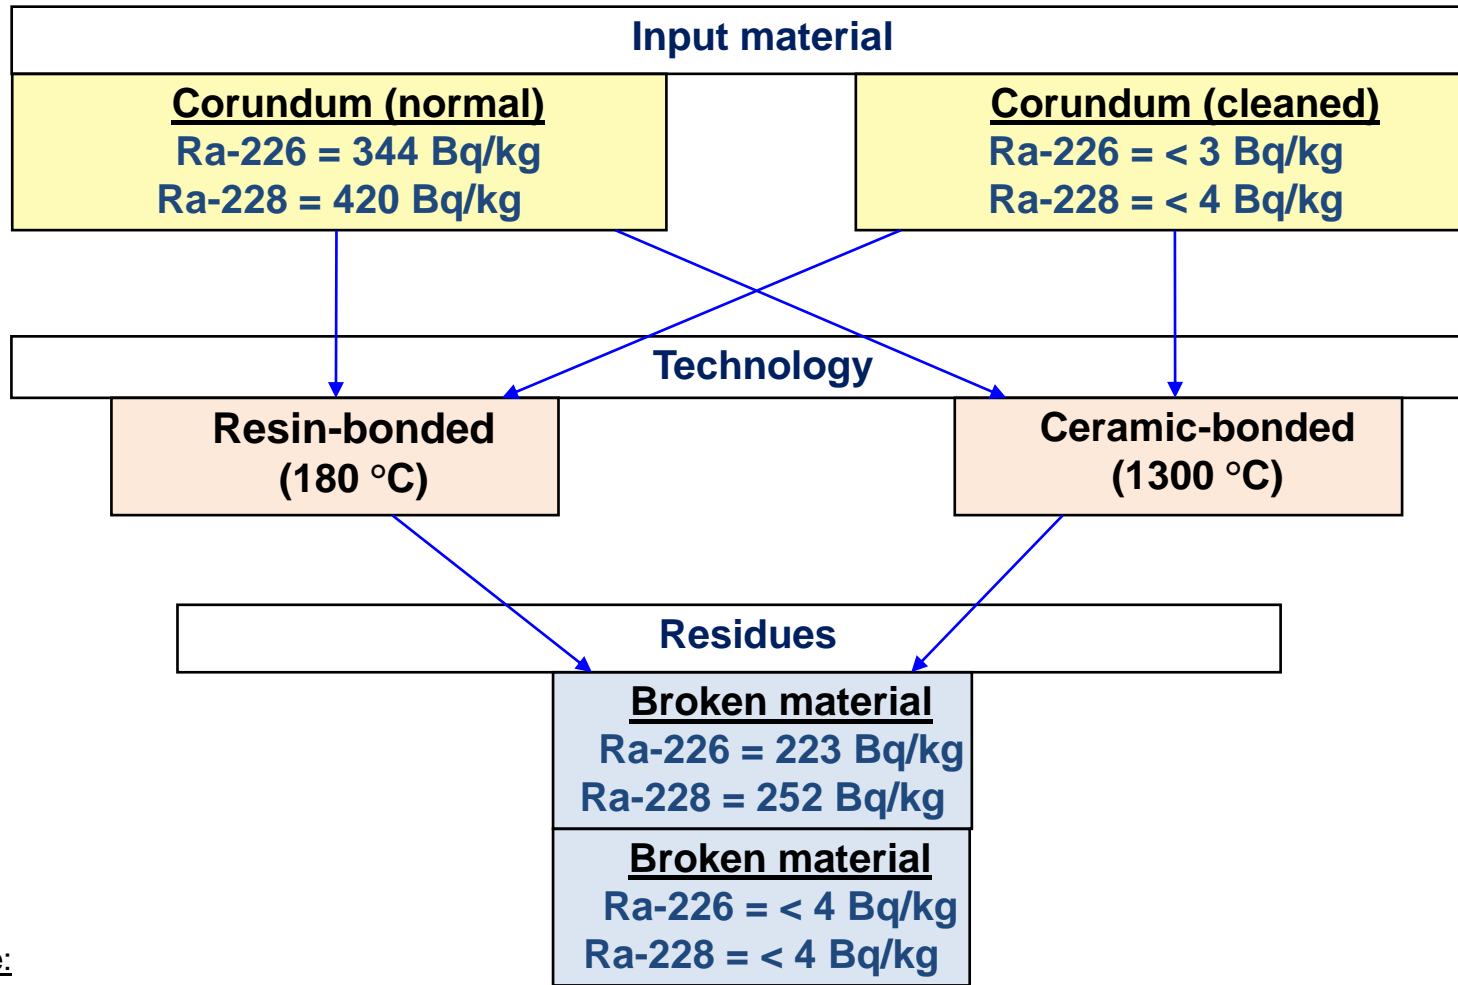 Input material
Corundum (normal)
Ra-226 = 344 Bq/kg
Ra-228 = 420 Bq/kg
Corundum (cleaned)
Ra-226 = < 3 Bq/kg
Ra-228 = < 4 Bq/kg
Technology
Resin-bonded
(180 °C)
Ceramic-bonded
(1300 °C)
Residues
Broken material
Ra-226 = 223 Bq/kg
Ra-228 = 252 Bq/kg
Broken material
Ra-226 = < 4 Bq/kg
Ra-228 = < 4 Bq/kg